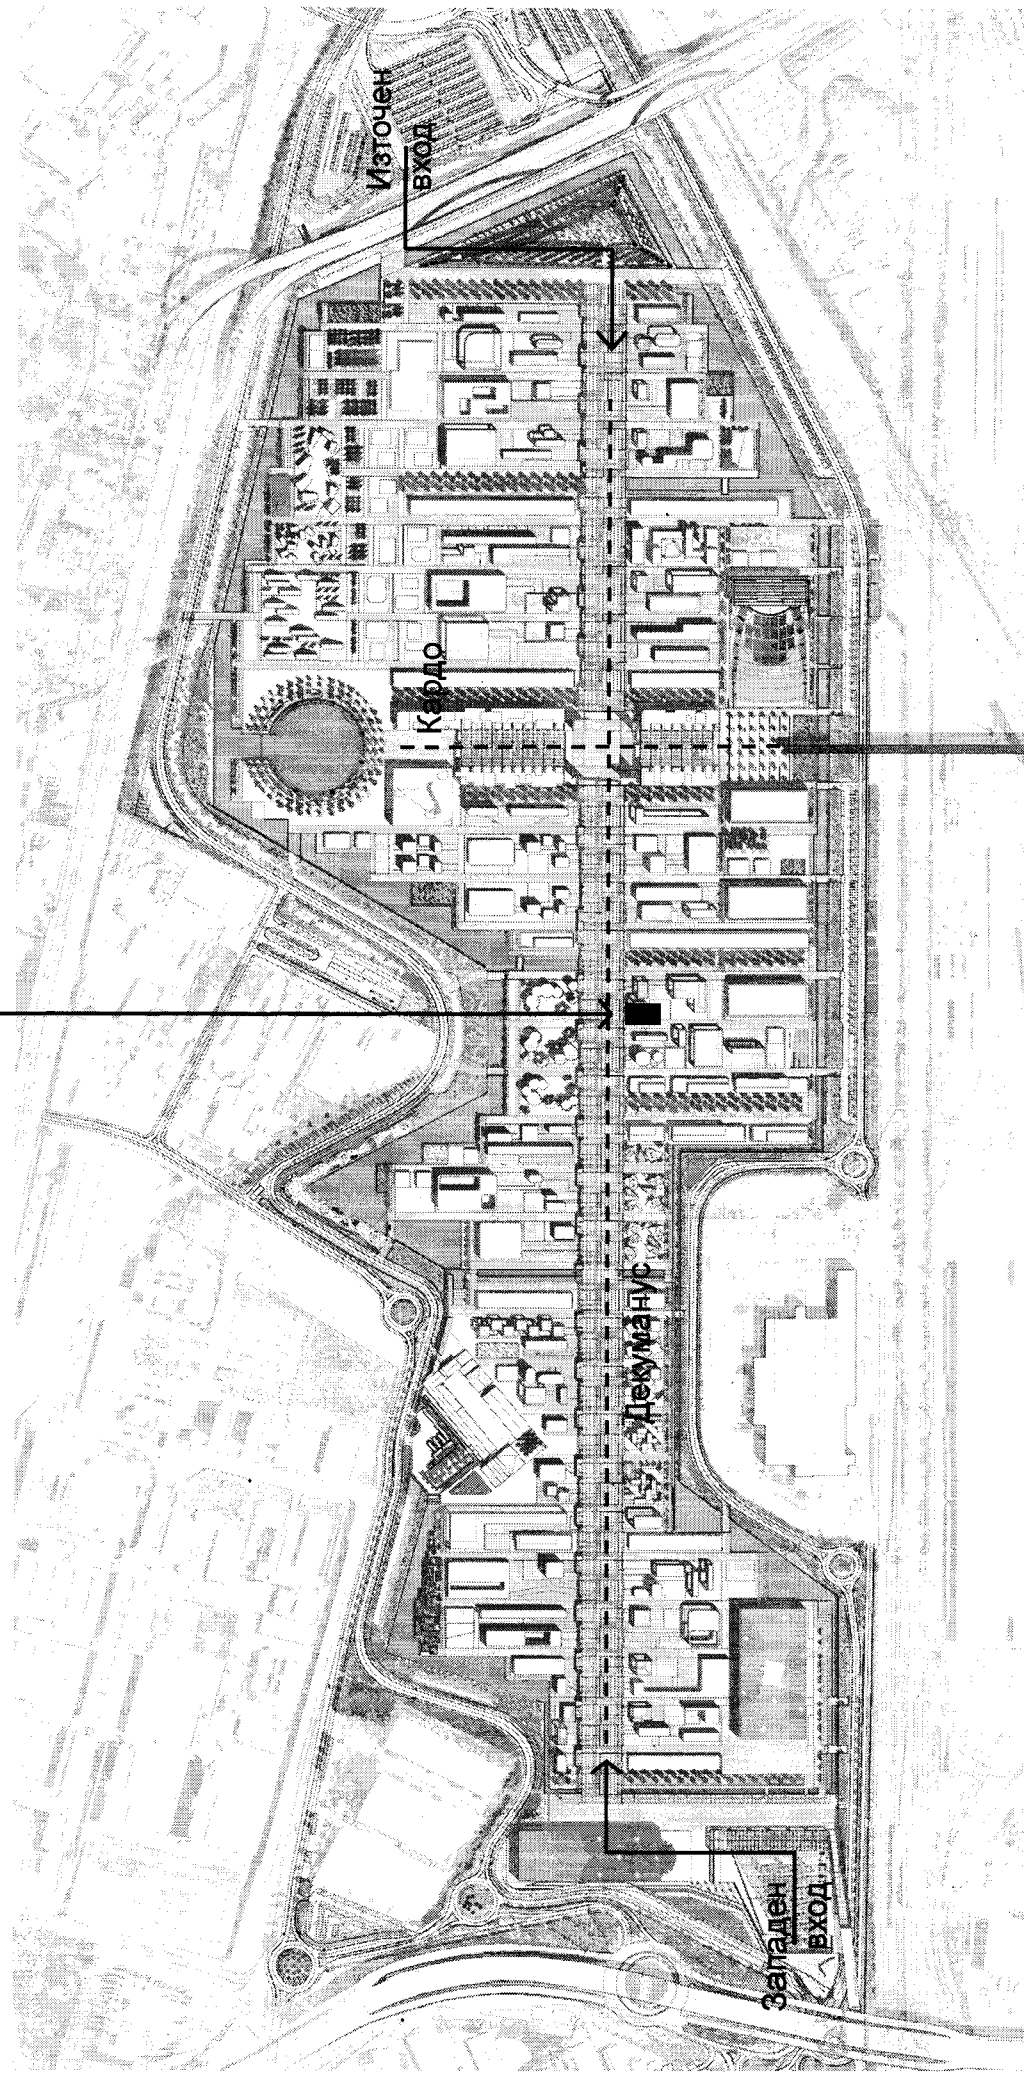 Източен
вход
Кардо
Декуманус
Западен
вход